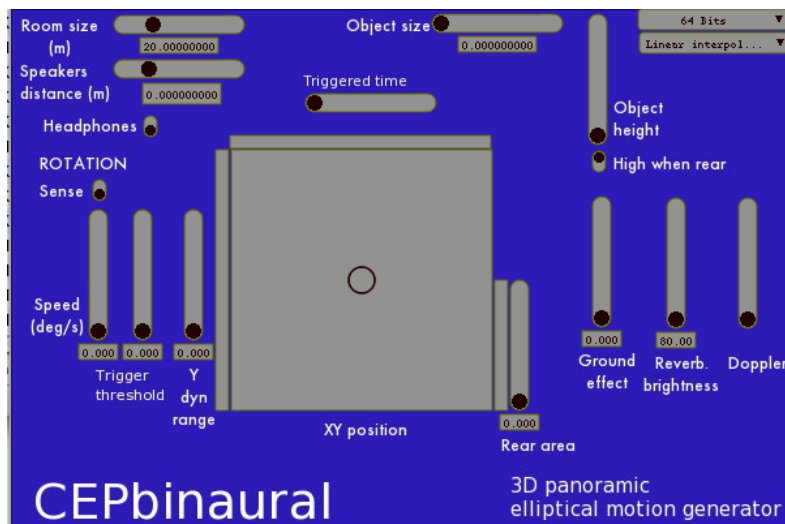 Room size
(m)
20.00000000
Object size
0.000000000
64 Bits
Linear interpol...
Speakers
distance (m)
0.000000000
Triggered time
Headphones
Object
height
ROTATION
High when rear
Sense
Speed
(deg/s)
0.000
0.000
0.000
Trigger
threshold
Y
dyn
range
XY position
0.000
Rear area
0.000
Ground
effect
80.00
Reverb.
brightness
Doppler
CEPbinaural
3D panoramic
elliptical motion generator